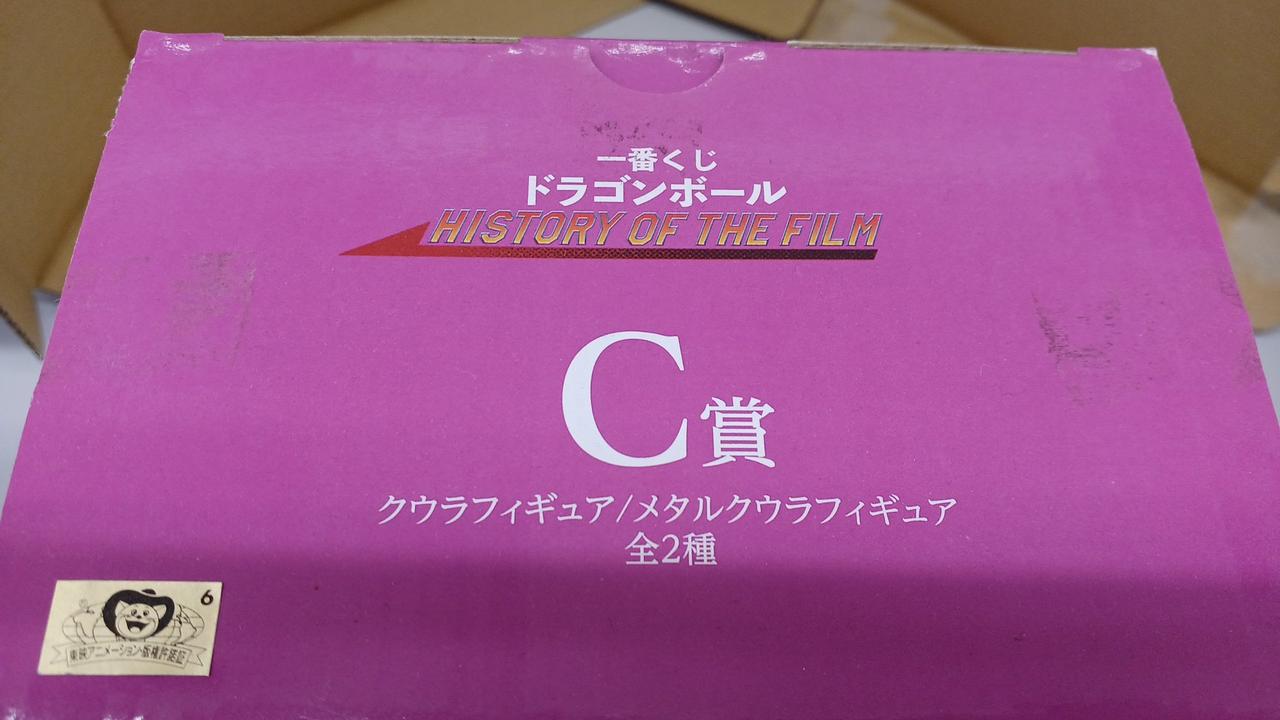 一番くじ
ドラゴンボール
HISTORY OF THE FILM
C賞
クウラフィギュア/メタルクウラフィギュア
全2種
6
東映アニメーション・版権許諾証